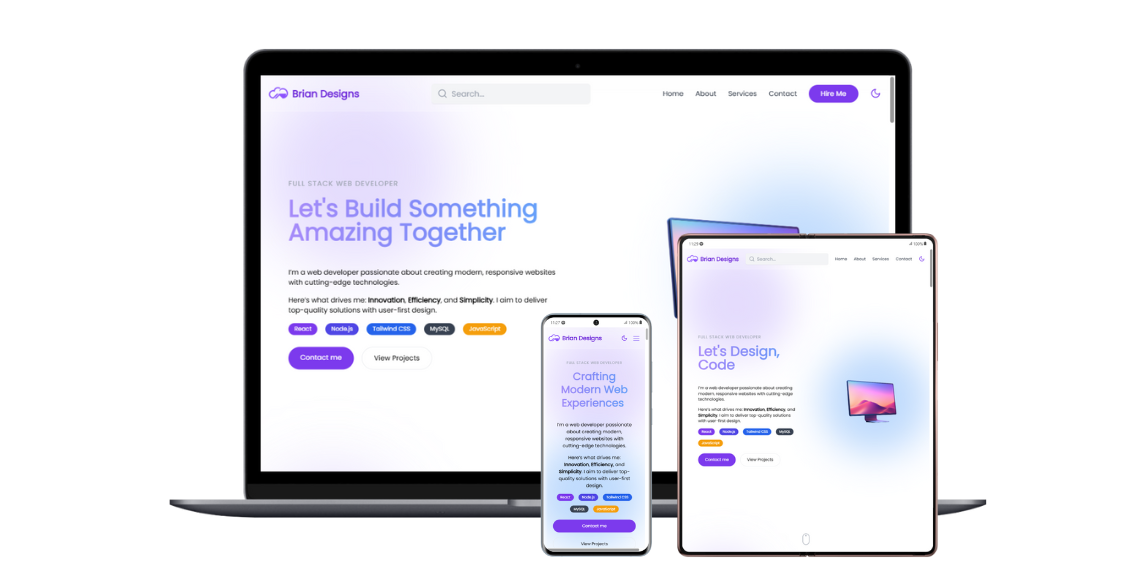 Brian Designs
Search...
Home About Services Contact Hire Me
FULL STACK WEB DEVELOPER
Let's Build Something
Amazing Together
I'm a web developer passionate about creating modern, responsive websites
with cutting-edge technologies.
Here's what drives me: Innovation, Efficiency, and Simplicity. I aim to deliver
top-quality solutions with user-first design.
React Node.js Tailwind CSS MySQL JavaScript
Contact me View Projects
11:27 100%
Brian Designs
FULL STACK WEB DEVELOPER
Crafting
Modern Web
Experiences
I'm a web developer passionate
about creating modern,
responsive websites with
cutting-edge technologies.
Here's what drives me:
Innovation, Efficiency, and
Simplicity. I aim to deliver top-
quality solutions with user-first
design.
React Node.js Tailwind CSS
MySQL JavaScript
Contact me
View Projects
11:25 100%
Brian Designs Search... Home About Services Contact
FULL STACK WEB DEVELOPER
Let's Design,
Code
I'm a web developer passionate about creating
modern, responsive websites with cutting-edge
technologies.
Here's what drives me: Innovation, Efficiency, and
Simplicity. I aim to deliver top-quality solutions
with user-first design.
React Node.js Tailwind CSS MySQL
JavaScript
Contact me View Projects